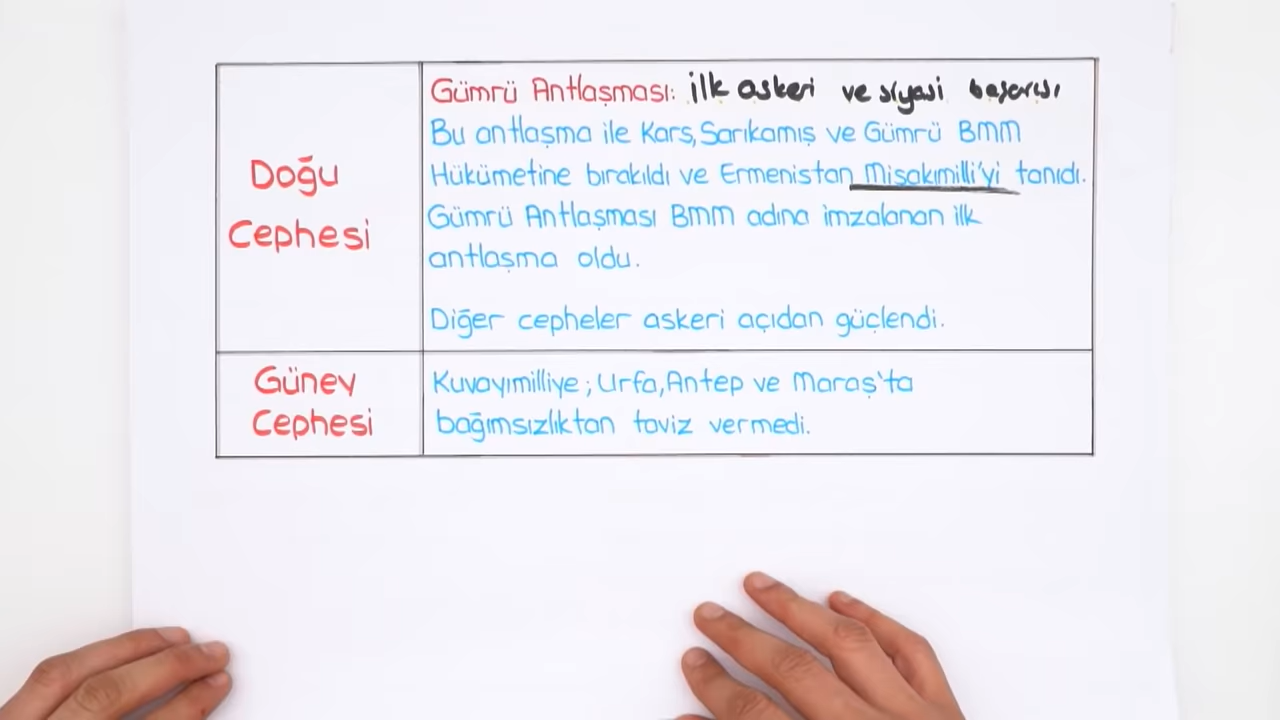 Doğu
Cephesi
Gümrü Antlaşması: ilk askeri ve siyasi başarısı
Bu antlaşma ile Kars, Sarıkamış ve Gümrü BMM
Hükümetine bırakıldı ve Ermenistan Misakımilli'yi tanıdı.
Gümrü Antlaşması BMM adına imzalanan ilk
antlaşma oldu.
Diğer cepheler askeri açıdan güçlendi.
Güney
Cephesi
Kuvayımilliye; Urfa, Antep ve Maraş'ta
bağımsızlıktan taviz vermedi.